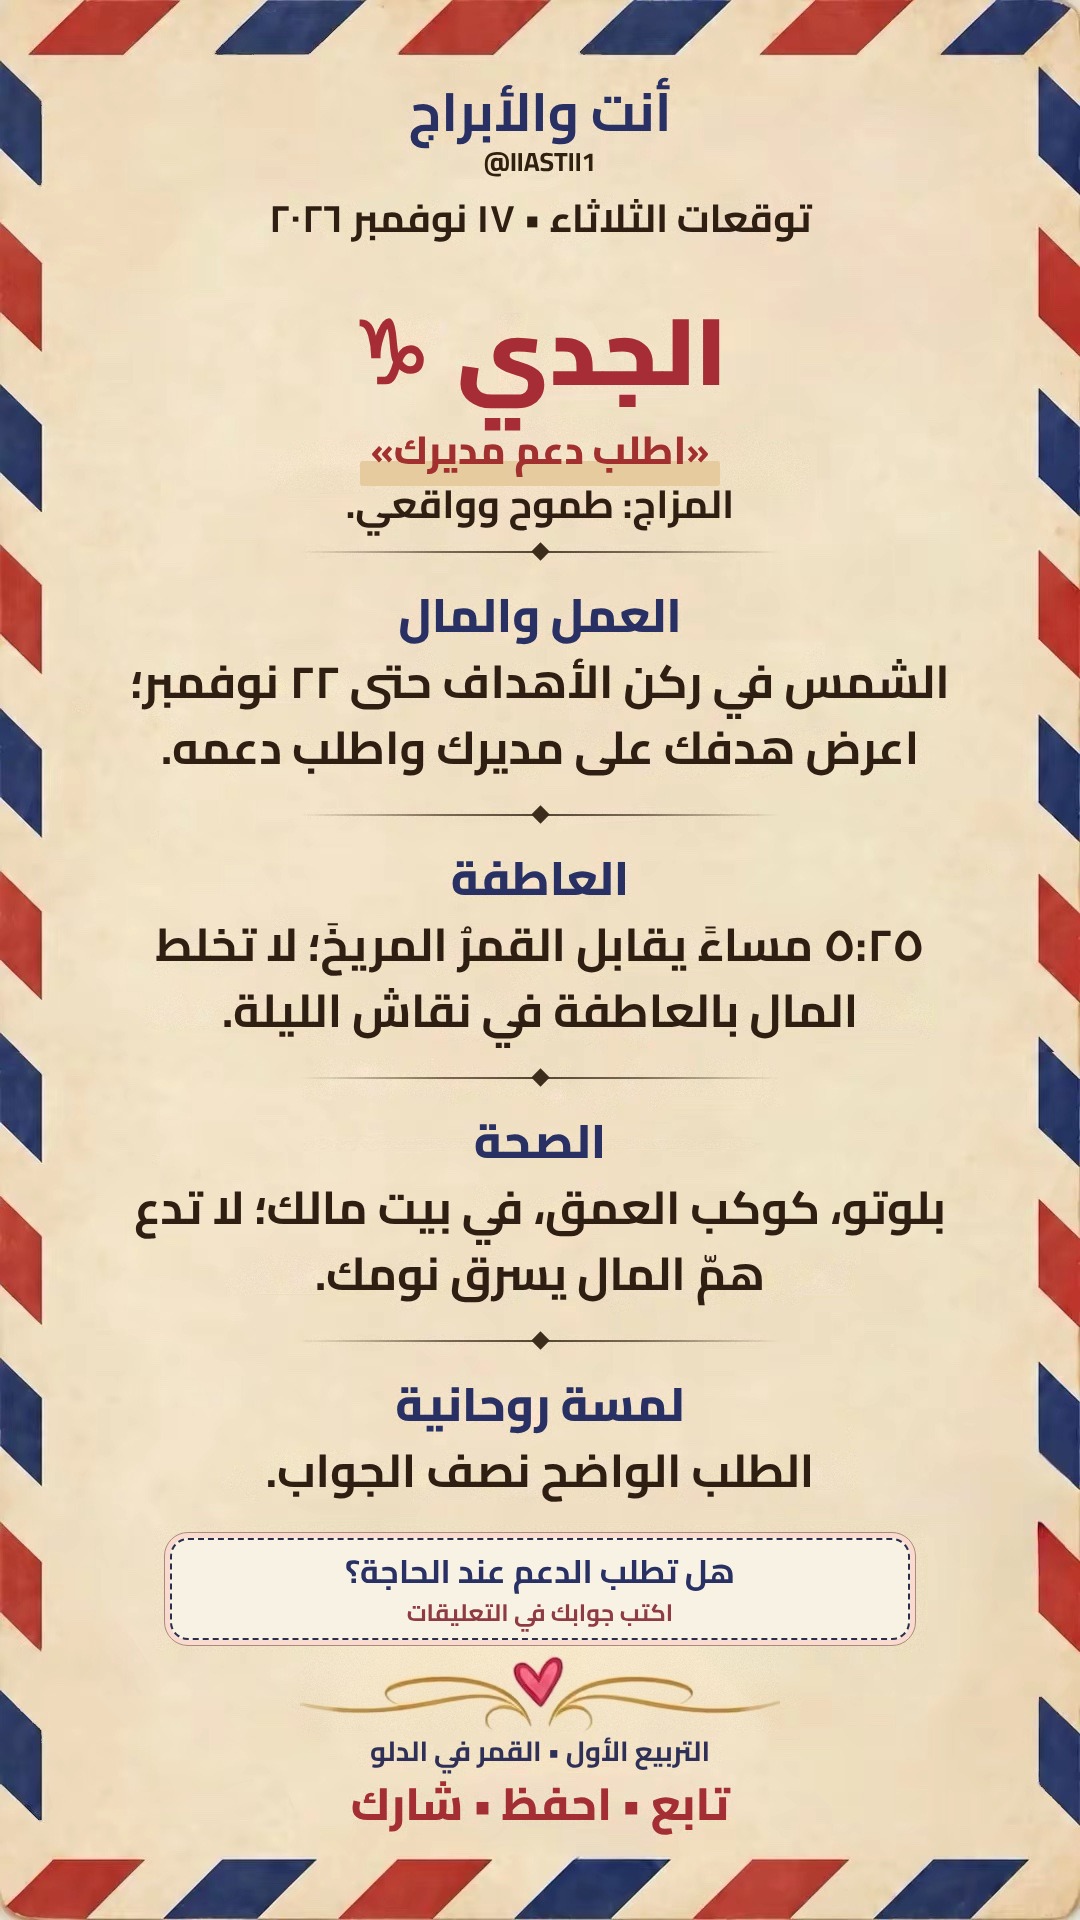 أنت والأبراج
@IIASTII1
توقعات الثلاثاء ▪ ١٧ نوفمبر ٢٠٢٦
الجدي ♑
«اطلب دعم مديرك»
المزاج: طموح وواقعي.
العمل والمال
الشمس في ركن الأهداف حتى ٢٢ نوفمبر؛
اعرض هدفك على مديرك واطلب دعمه.
العاطفة
٥:٢٥ مساءً يقابل القمرُ المريخَ؛ لا تخلط
المال بالعاطفة في نقاش الليلة.
الصحة
بلوتو، كوكب العمق، في بيت مالك؛ لا تدع
همّ المال يسرق نومك.
لمسة روحانية
الطلب الواضح نصف الجواب.
هل تطلب الدعم عند الحاجة؟
اكتب جوابك في التعليقات
التربيع الأول ▪ القمر في الدلو
تابع ▪ احفظ ▪ شارك